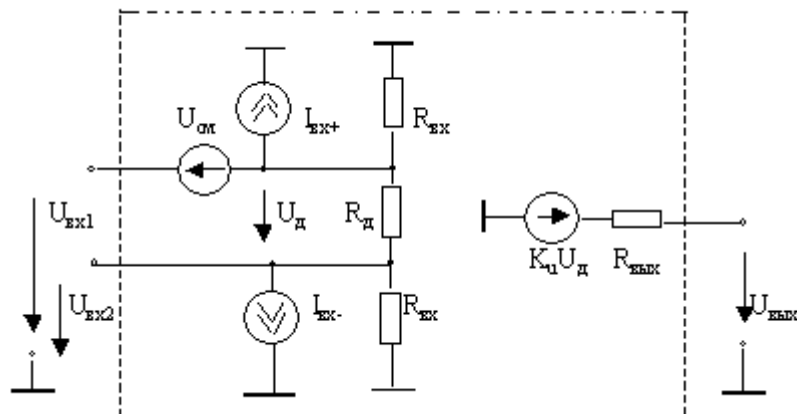 Uсм
Iвх+
Rвх
Uвх1
Uд
Rд
KuUд
Rвых
Uвх2
Iвх-
Rвх
Uвых